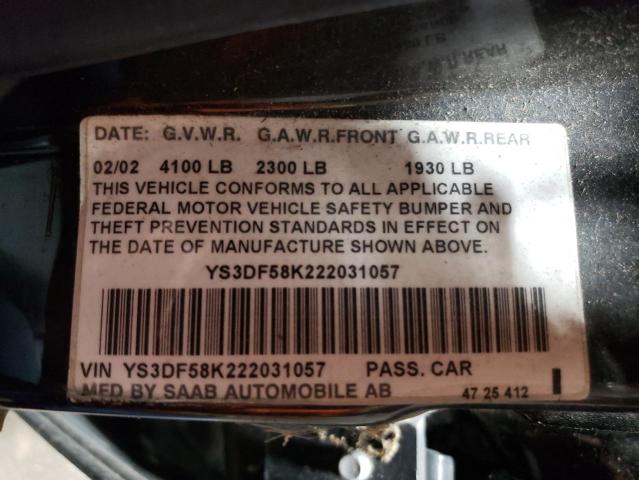 DATE: G.V.W.R. G.A.W.R.FRONT G.A.W.R.REAR
02/02 4100 LB 2300 LB 1930 LB
THIS VEHICLE CONFORMS TO ALL APPLICABLE
FEDERAL MOTOR VEHICLE SAFETY BUMPER AND
THEFT PREVENTION STANDARDS IN EFFECT ON
THE DATE OF MANUFACTURE SHOWN ABOVE.
YS3DF58K222031057
VIN YS3DF58K222031057 PASS. CAR
MFD BY SAAB AUTOMOBILE AB 47 25 412